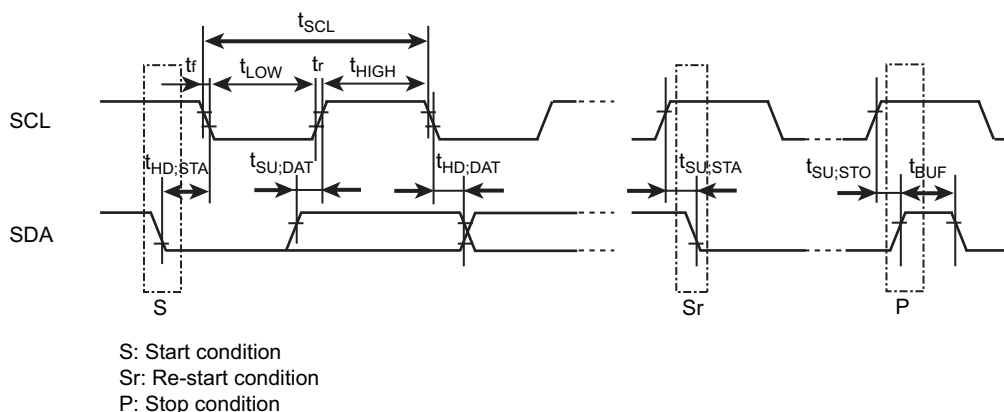 tSCL
tf tLOW tr tHIGH
SCL
tHD;STA tSU;DAT tHD;DAT tSU;STA tSU;STO tBUF
SDA
S Sr P
S: Start condition
Sr: Re-start condition
P: Stop condition